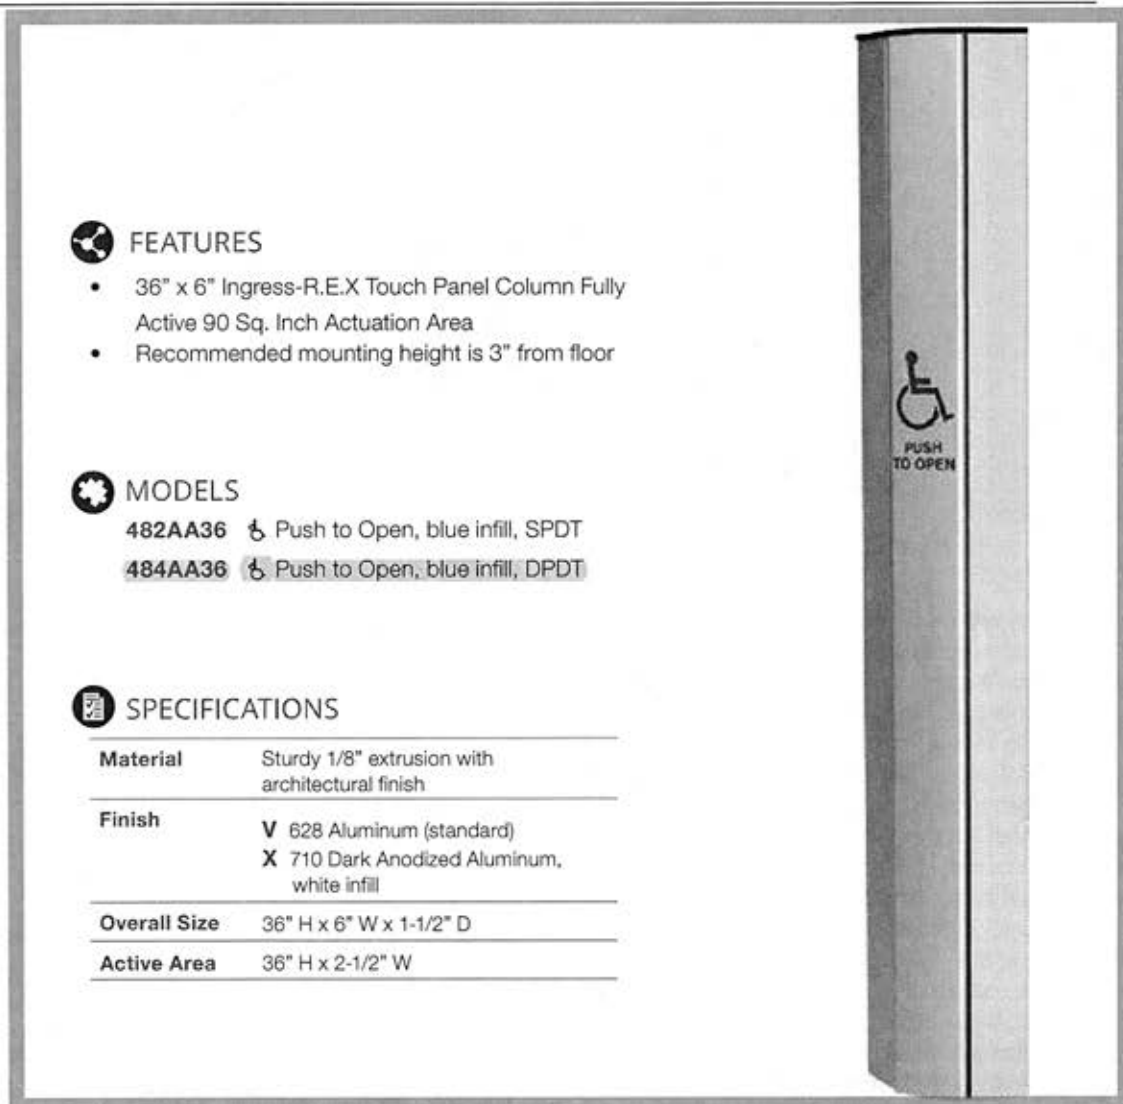 FEATURES
• 36" x 6" Ingress-R.E.X Touch Panel Column Fully
Active 90 Sq. Inch Actuation Area
• Recommended mounting height is 3" from floor
MODELS
482AA36 ♿ Push to Open, blue infill, SPDT
484AA36 ♿ Push to Open, blue infill, DPDT
SPECIFICATIONS
Material Sturdy 1/8" extrusion with
architectural finish
Finish V 628 Aluminum (standard)
X 710 Dark Anodized Aluminum,
white infill
Overall Size 36" H x 6" W x 1-1/2" D
Active Area 36" H x 2-1/2" W
PUSH
TO OPEN